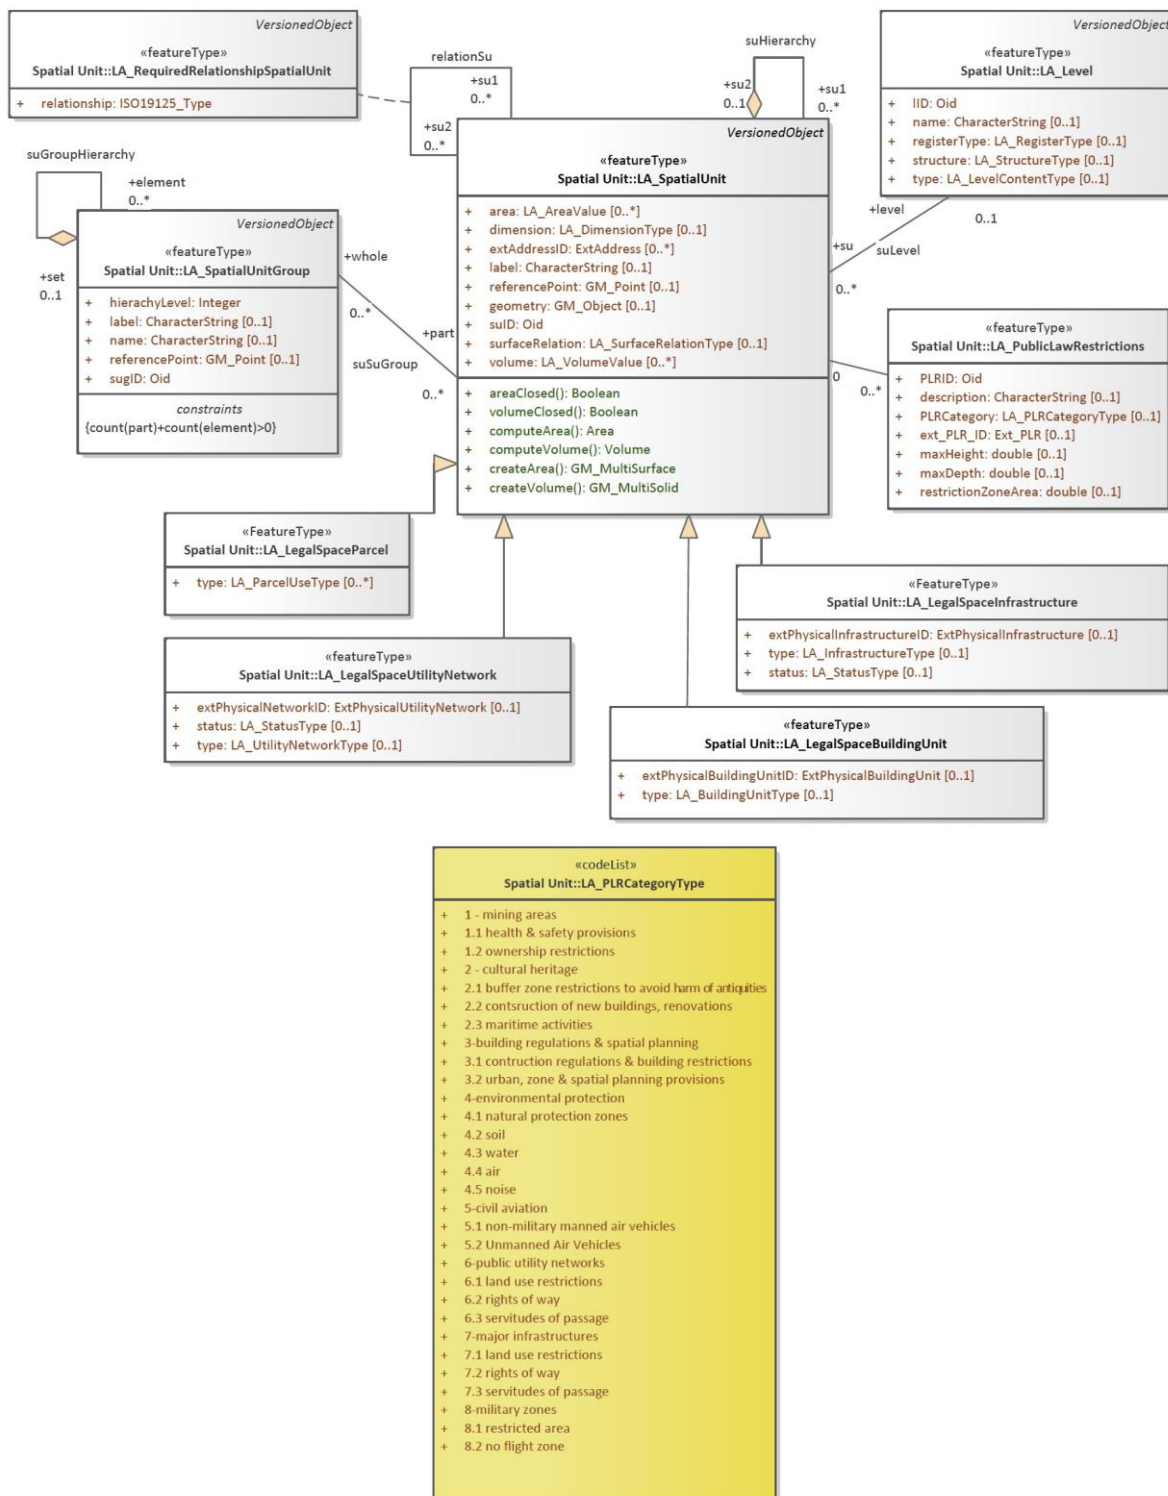 VersionedObject
«featureType»
Spatial Unit::LA_RequiredRelationshipSpatialUnit
+ relationship: ISO19125_Type
relationSu
+su1
0..*
+su2
0..*
suHierarchy
+su2
0..1
+su1
0..*
VersionedObject
«featureType»
Spatial Unit::LA_Level
+ lID: Oid
+ name: CharacterString [0..1]
+ registerType: LA_RegisterType [0..1]
+ structure: LA_StructureType [0..1]
+ type: LA_LevelContentType [0..1]
+level
0..1
suLevel
+su
0..*
VersionedObject
«featureType»
Spatial Unit::LA_SpatialUnit
+ area: LA_AreaValue [0..*]
+ dimension: LA_DimensionType [0..1]
+ extAddressID: ExtAddress [0..*]
+ label: CharacterString [0..1]
+ referencePoint: GM_Point [0..1]
+ geometry: GM_Object [0..1]
+ suID: Oid
+ surfaceRelation: LA_SurfaceRelationType [0..1]
+ volume: LA_VolumeValue [0..*]
+ areaClosed(): Boolean
+ volumeClosed(): Boolean
+ computeArea(): Area
+ computeVolume(): Volume
+ createArea(): GM_MultiSurface
+ createVolume(): GM_MultiSolid
suGroupHierarchy
+element
0..*
+set
0..1
VersionedObject
«featureType»
Spatial Unit::LA_SpatialUnitGroup
+ hierachyLevel: Integer
+ label: CharacterString [0..1]
+ name: CharacterString [0..1]
+ referencePoint: GM_Point [0..1]
+ sugID: Oid
constraints
{count(part)+count(element)>0}
+whole
0..*
suSuGroup
+part
0..*
0
0..*
«featureType»
Spatial Unit::LA_PublicLawRestrictions
+ PLRID: Oid
+ description: CharacterString [0..1]
+ PLRCategory: LA_PLRCategoryType [0..1]
+ ext_PLR_ID: Ext_PLR [0..1]
+ maxHeight: double [0..1]
+ maxDepth: double [0..1]
+ restrictionZoneArea: double [0..1]
«FeatureType»
Spatial Unit::LA_LegalSpaceParcel
+ type: LA_ParcelUseType [0..*]
«FeatureType»
Spatial Unit::LA_LegalSpaceInfrastructure
+ extPhysicalInfrastructureID: ExtPhysicalInfrastructure [0..1]
+ type: LA_InfrastructureType [0..1]
+ status: LA_StatusType [0..1]
«featureType»
Spatial Unit::LA_LegalSpaceUtilityNetwork
+ extPhysicalNetworkID: ExtPhysicalUtilityNetwork [0..1]
+ status: LA_StatusType [0..1]
+ type: LA_UtilityNetworkType [0..1]
«featureType»
Spatial Unit::LA_LegalSpaceBuildingUnit
+ extPhysicalBuildingUnitID: ExtPhysicalBuildingUnit [0..1]
+ type: LA_BuildingUnitType [0..1]
«codeList»
Spatial Unit::LA_PLRCategoryType
+ 1 - mining areas
+ 1.1 health & safety provisions
+ 1.2 ownership restrictions
+ 2 - cultural heritage
+ 2.1 buffer zone restrictions to avoid harm of antiquities
+ 2.2 contsruction of new buildings, renovations
+ 2.3 maritime activities
+ 3-building regulations & spatial planning
+ 3.1 contruction regulations & building restrictions
+ 3.2 urban, zone & spatial planning provisions
+ 4-environmental protection
+ 4.1 natural protection zones
+ 4.2 soil
+ 4.3 water
+ 4.4 air
+ 4.5 noise
+ 5-civil aviation
+ 5.1 non-military manned air vehicles
+ 5.2 Unmanned Air Vehicles
+ 6-public utility networks
+ 6.1 land use restrictions
+ 6.2 rights of way
+ 6.3 servitudes of passage
+ 7-major infrastructures
+ 7.1 land use restrictions
+ 7.2 rights of way
+ 7.3 servitudes of passage
+ 8-military zones
+ 8.1 restricted area
+ 8.2 no flight zone